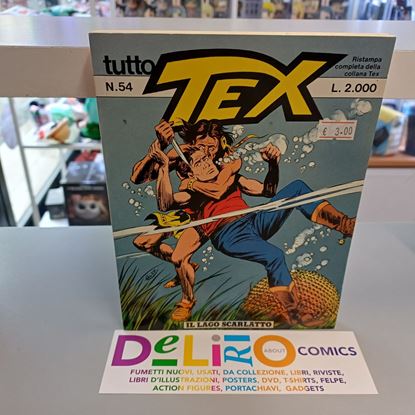 tutto
TEX
Ristampa
completa della
collana Tex
N.54
L. 2.000
€ 3.00
IL LAGO SCARLATTO
DELIRIO ABOUT COMICS
FUMETTI NUOVI, USATI, DA COLLEZIONE, LIBRI, RIVISTE,
LIBRI D'ILLUSTRAZIONI, POSTERS, DVD, T-SHIRTS, FELPE,
ACTION FIGURES, PORTACHIAVI, GADGETS